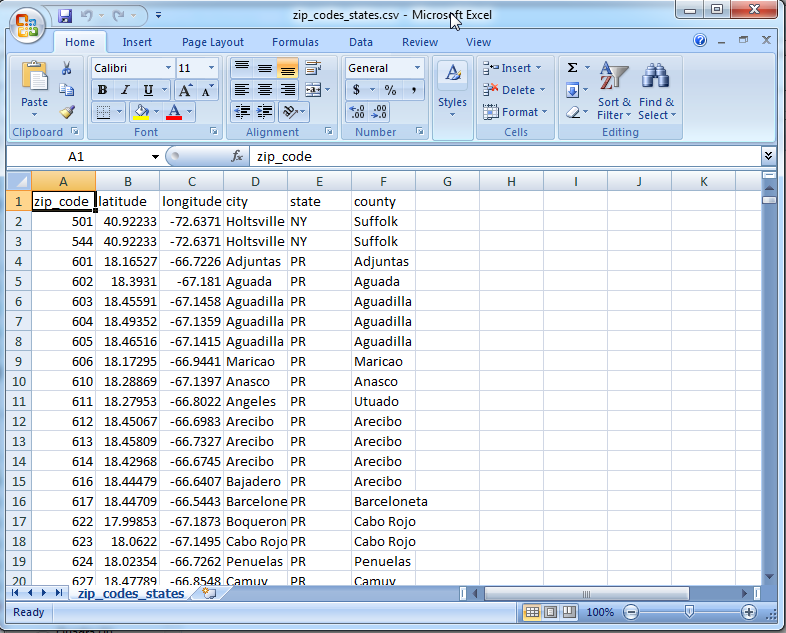 zip_codes_states.csv - Microsoft Excel
Home Insert Page Layout Formulas Data Review View
Calibri 11 General Insert Σ
Paste B I U A A $ % , Styles Delete Sort & Find &
A .00 .0 Format Filter Select
Clipboard Font Alignment Number Cells Editing
A1 fx zip_code
A B C D E F G H I J K
1 zip_code latitude longitude city state county
2 501 40.92233 -72.6371 Holtsville NY Suffolk
3 544 40.92233 -72.6371 Holtsville NY Suffolk
4 601 18.16527 -66.7226 Adjuntas PR Adjuntas
5 602 18.3931 -67.181 Aguada PR Aguada
6 603 18.45591 -67.1458 Aguadilla PR Aguadilla
7 604 18.49352 -67.1359 Aguadilla PR Aguadilla
8 605 18.46516 -67.1415 Aguadilla PR Aguadilla
9 606 18.17295 -66.9441 Maricao PR Maricao
10 610 18.28869 -67.1397 Anasco PR Anasco
11 611 18.27953 -66.8022 Angeles PR Utuado
12 612 18.45067 -66.6983 Arecibo PR Arecibo
13 613 18.45809 -66.7327 Arecibo PR Arecibo
14 614 18.42968 -66.6745 Arecibo PR Arecibo
15 616 18.44479 -66.6407 Bajadero PR Arecibo
16 617 18.44709 -66.5443 Barcelone PR Barceloneta
17 622 17.99853 -67.1873 Boqueron PR Cabo Rojo
18 623 18.0622 -67.1495 Cabo Rojo PR Cabo Rojo
19 624 18.02354 -66.7262 Penuelas PR Penuelas
20 627 18.47789 -66.8548 Camuy PR Camuy
zip_codes_states
Ready 100%